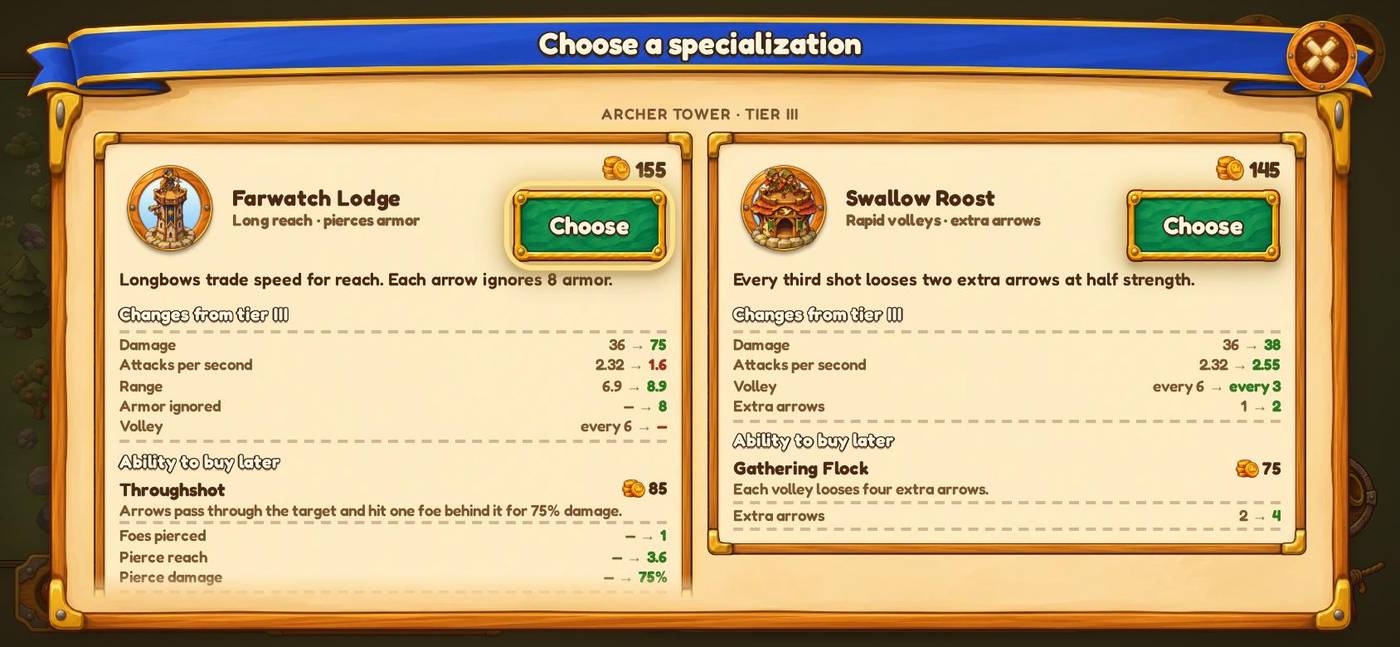 Choose a specialization
ARCHER TOWER · TIER III
155
Farwatch Lodge
Long reach · pierces armor
Choose
Longbows trade speed for reach. Each arrow ignores 8 armor.
Changes from tier III
Damage 36 → 75
Attacks per second 2.32 → 1.6
Range 6.9 → 8.9
Armor ignored – → 8
Volley every 6 → –
Ability to buy later
Throughshot 85
Arrows pass through the target and hit one foe behind it for 75% damage.
Foes pierced – → 1
Pierce reach – → 3.6
Pierce damage – → 75%
145
Swallow Roost
Rapid volleys · extra arrows
Choose
Every third shot looses two extra arrows at half strength.
Changes from tier III
Damage 36 → 38
Attacks per second 2.32 → 2.55
Volley every 6 → every 3
Extra arrows 1 → 2
Ability to buy later
Gathering Flock 75
Each volley looses four extra arrows.
Extra arrows 2 → 4